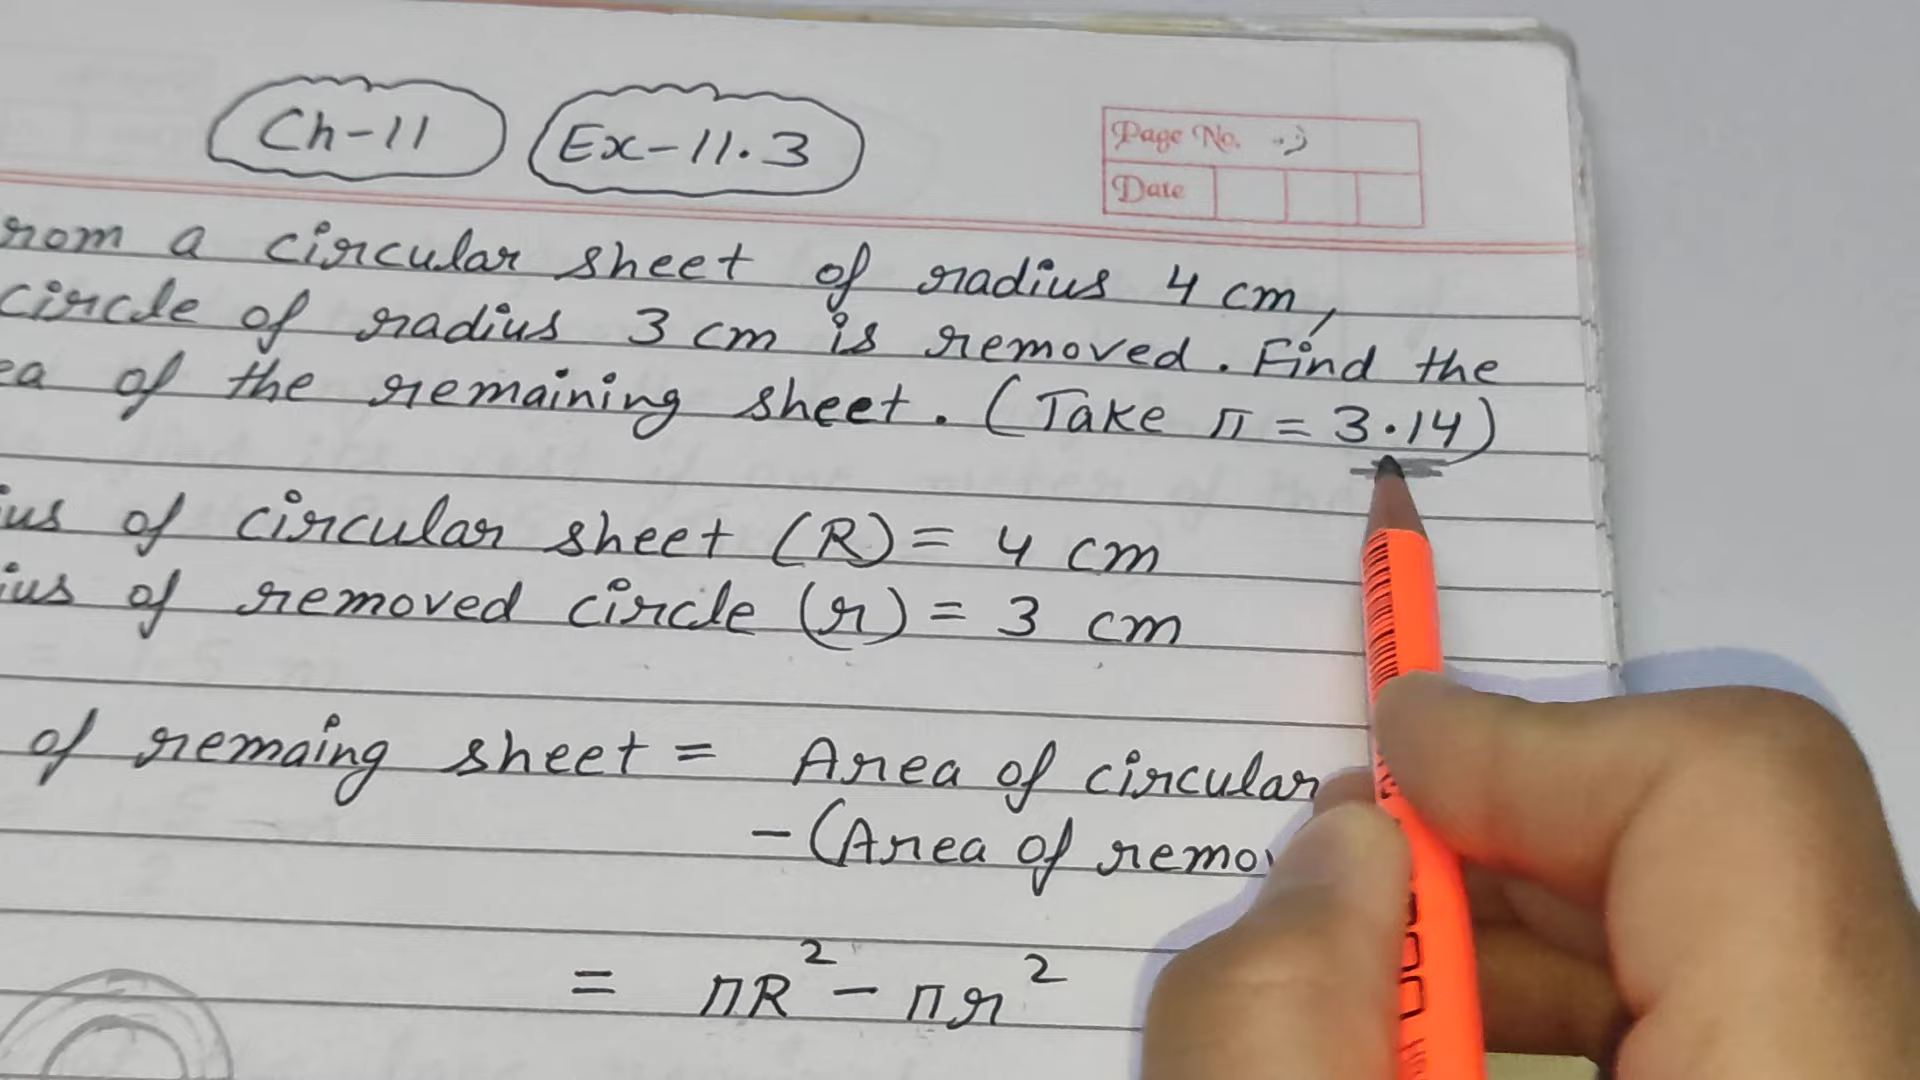 Ch-11 Ex-11.3
Page No.
Date
rom a circular sheet of radius 4 cm,
circle of radius 3 cm is removed. Find the
ea of the remaining sheet. (Take π = 3.14)
ius of circular sheet (R) = 4 cm
ius of removed circle (r) = 3 cm
of remaing sheet = Area of circular
- (Area of remov
= πR² - πr²